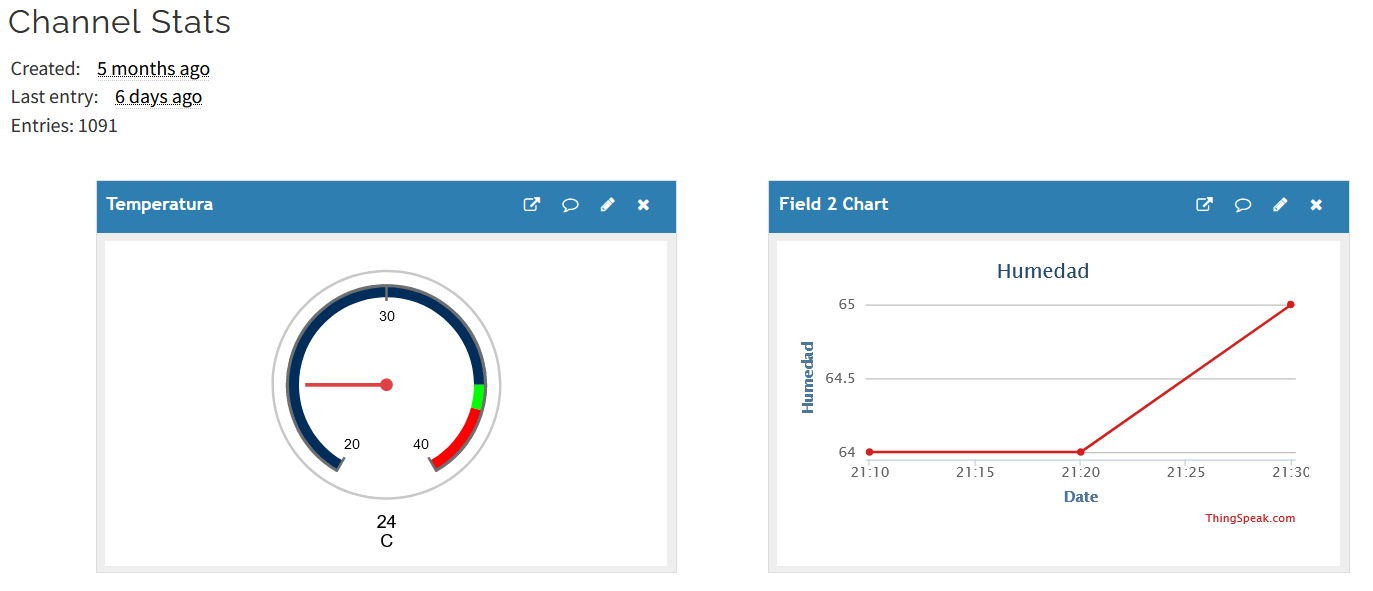 Channel Stats
Created: 5 months ago
Last entry: 6 days ago
Entries: 1091
Temperatura
30
20
40
24
C
Field 2 Chart
Humedad
Humedad
65
64.5
64
21:10
21:15
21:20
21:25
21:30
Date
ThingSpeak.com